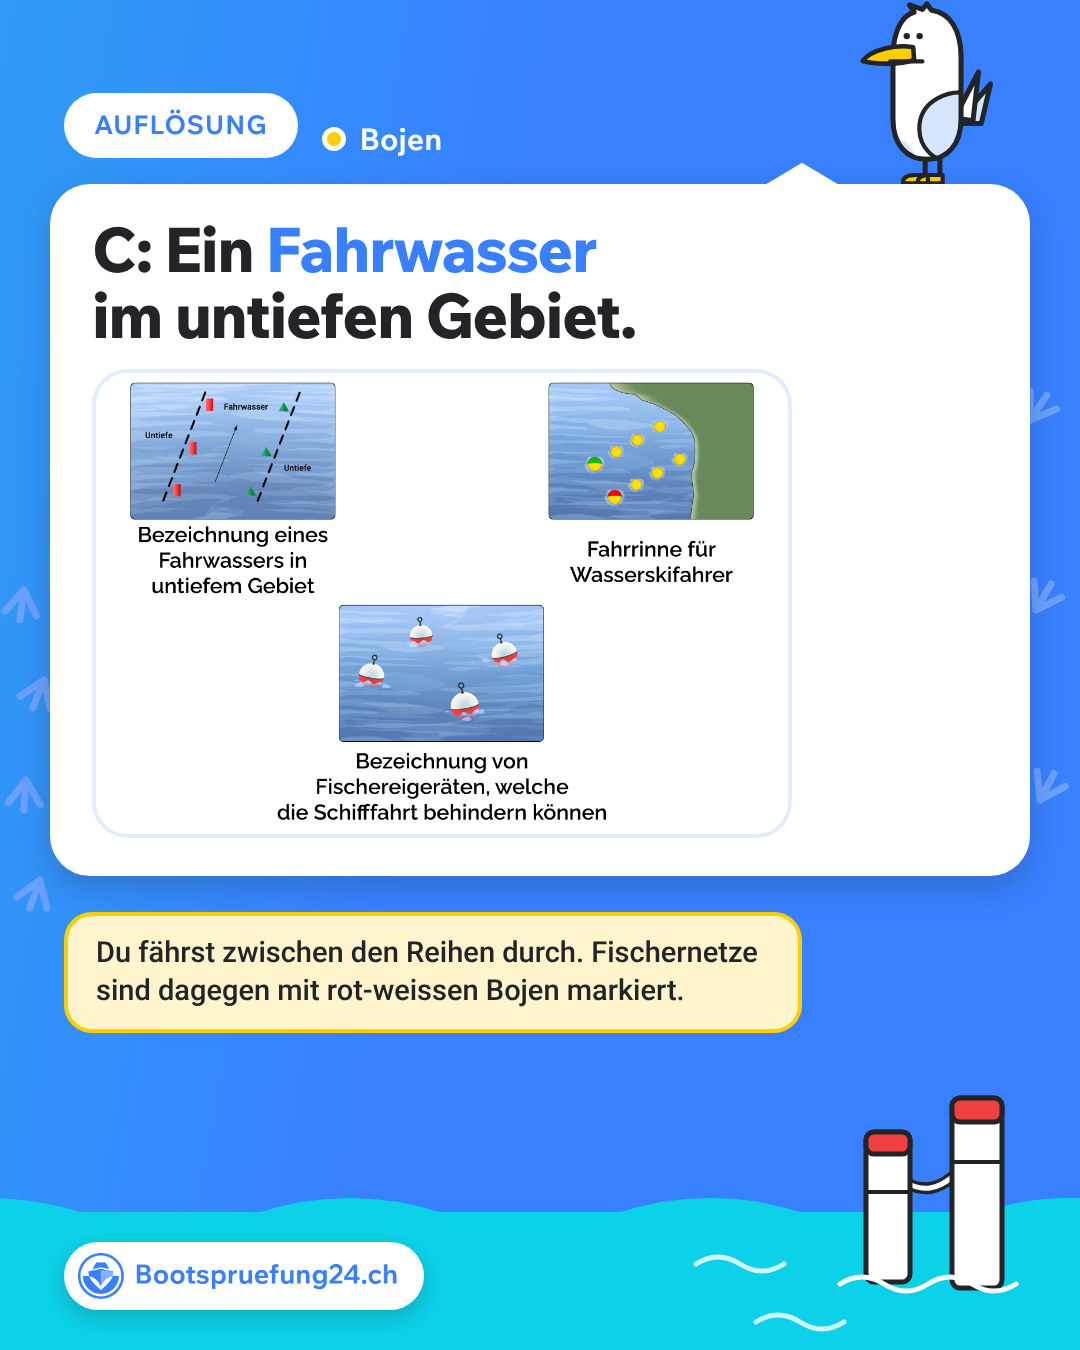 AUFLÖSUNG
Bojen
C: Ein Fahrwasser
im untiefen Gebiet.
Fahrwasser
Untiefe
Untiefe
Bezeichnung eines
Fahrwassers in
untiefem Gebiet
Fahrrinne für
Wasserskifahrer
Bezeichnung von
Fischereigeräten, welche
die Schifffahrt behindern können
Du fährst zwischen den Reihen durch. Fischernetze
sind dagegen mit rot-weissen Bojen markiert.
Bootspruefung24.ch